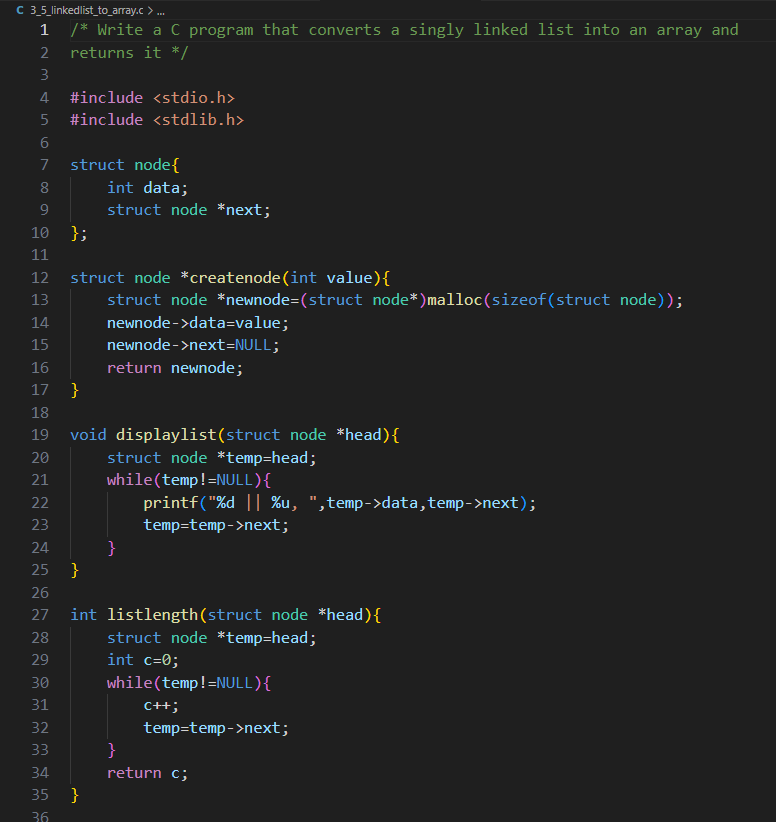 C 3_5_linkedlist_to_array.c > ...
1 /* Write a C program that converts a singly linked list into an array and
2 returns it */
3
4 #include <stdio.h>
5 #include <stdlib.h>
6
7 struct node{
8     int data;
9     struct node *next;
10 };
11
12 struct node *createnode(int value){
13     struct node *newnode=(struct node*)malloc(sizeof(struct node));
14     newnode->data=value;
15     newnode->next=NULL;
16     return newnode;
17 }
18
19 void displaylist(struct node *head){
20     struct node *temp=head;
21     while(temp!=NULL){
22         printf("%d || %u, ",temp->data,temp->next);
23         temp=temp->next;
24     }
25 }
26
27 int listlength(struct node *head){
28     struct node *temp=head;
29     int c=0;
30     while(temp!=NULL){
31         c++;
32         temp=temp->next;
33     }
34     return c;
35 }
36